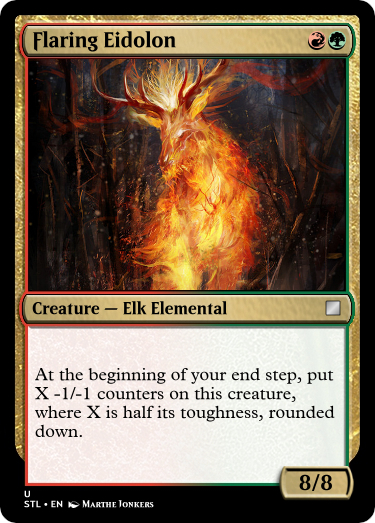 Flaring Eidolon
Creature — Elk Elemental
At the beginning of your end step, put
X -1/-1 counters on this creature,
where X is half its toughness, rounded
down.
8/8
U
STL • EN Marthe Jonkers